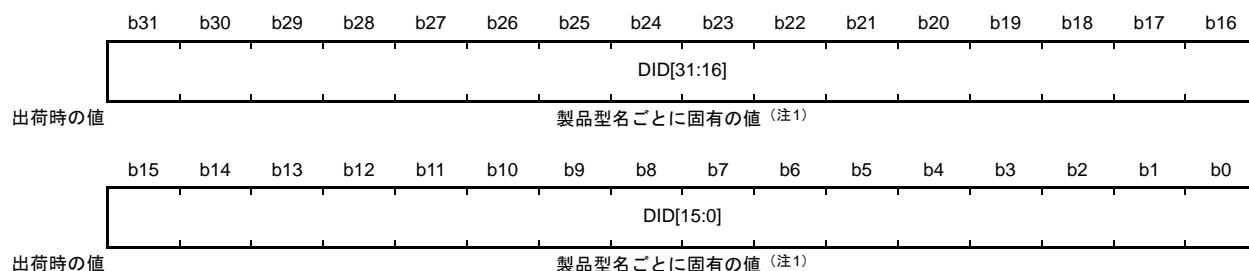 b31 b30 b29 b28 b27 b26 b25 b24 b23 b22 b21 b20 b19 b18 b17 b16
DID[31:16]
出荷時の値 製品型名ごとに固有の値（注1）
b15 b14 b13 b12 b11 b10 b9 b8 b7 b6 b5 b4 b3 b2 b1 b0
DID[15:0]
出荷時の値 製品型名ごとに固有の値（注1）